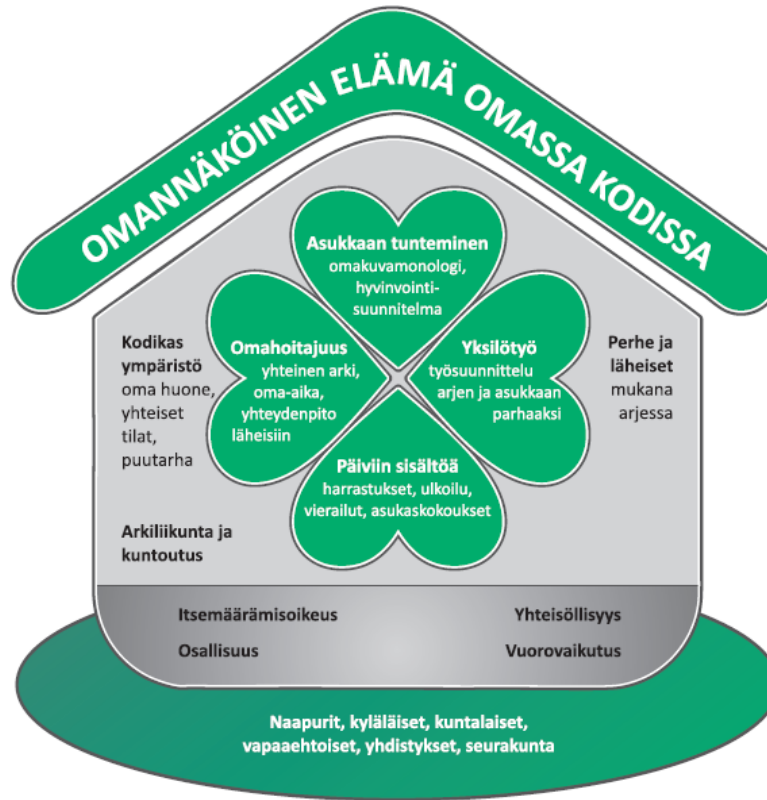 OMANNÄKÖINEN ELÄMÄ OMASSA KODISSA
Asukkaan tunteminen
omakuvamonologi,
hyvinvointi-
suunnitelma
Kodikas
ympäristö
oma huone,
yhteiset
tilat,
puutarha
Omahoitajuus
yhteinen arki,
oma-aika,
yhteydenpito
läheisiin
Yksilötyö
työsuunnittelu
arjen ja asukkaan
parhaaksi
Perhe ja
läheiset
mukana
arjessa
Päiviin sisältöä
harrastukset, ulkoilu,
vierailut, asukaskokoukset
Arkiliikunta ja
kuntoutus
Itsemäärämisoikeus
Yhteisöllisyys
Osallisuus
Vuorovaikutus
Naapurit, kyläläiset, kuntalaiset,
vapaaehtoiset, yhdistykset, seurakunta